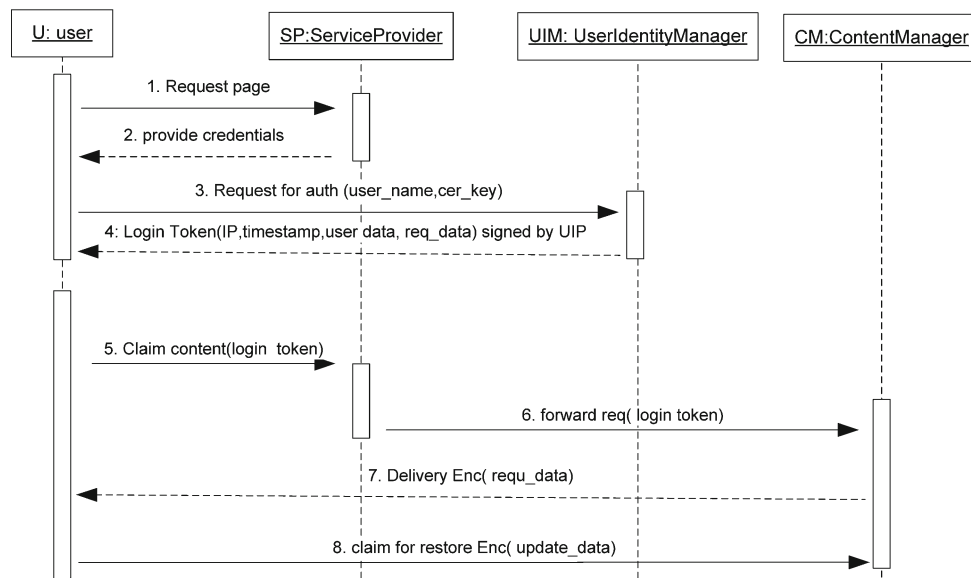 U: user
SP:ServiceProvider
UIM: UserIdentityManager
CM:ContentManager
1. Request page
2. provide credentials
3. Request for auth (user_name,cer_key)
4: Login Token(IP,timestamp,user data, req_data) signed by UIP
5. Claim content(login token)
6. forward req( login token)
7. Delivery Enc( requ_data)
8. claim for restore Enc( update_data)